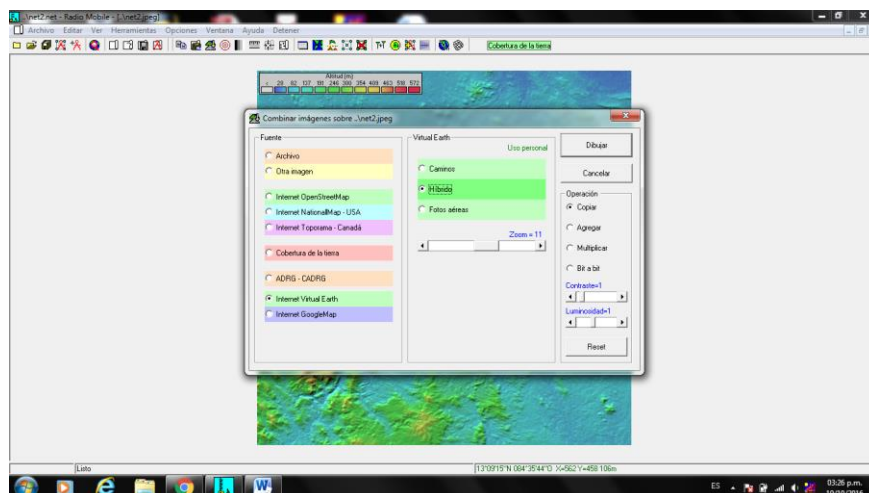 ..\net2.net - Radio Mobile - [..\net2.jpeg]
Archivo Editar Ver Herramientas Opciones Ventana Ayuda Detener
Cobertura de la tierra
Altitud (m)
Combinar imágenes sobre ..\net2.jpeg
Fuente
Archivo
Otra imagen
Internet OpenStreetMap
Internet NationalMap - USA
Internet Toporama - Canadá
Cobertura de la tierra
ADRG - CADRG
Internet Virtual Earth
Internet GoogleMap
Virtual Earth
Uso personal
Caminos
Híbrido
Fotos aéreas
Zoom = 11
Dibujar
Cancelar
Operación
Copiar
Agregar
Multiplicar
Bit a bit
Contraste=1
Luminosidad=1
Reset
Listo
13°09'15"N 084°35'44"O X=562 Y=458 106m
ES
03:26 p.m.